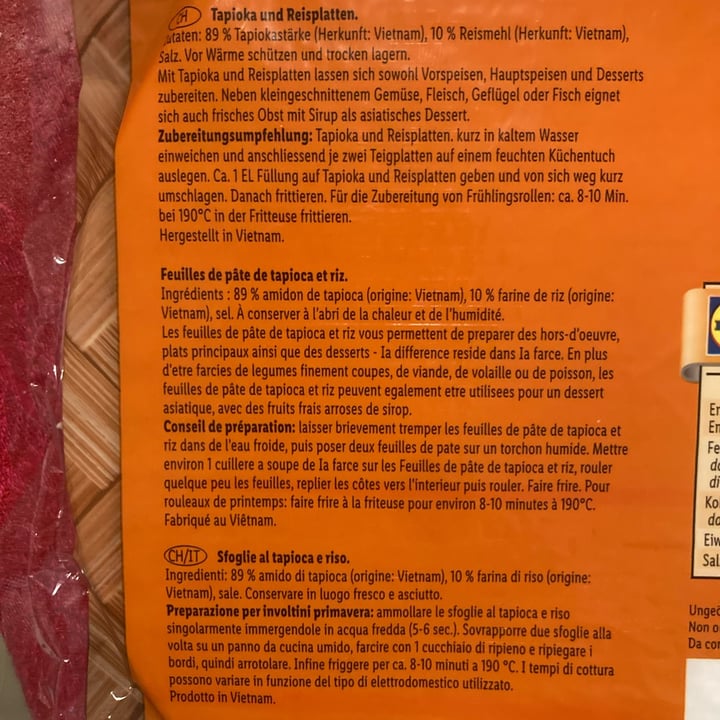 CH Tapioka und Reisplatten.
Zutaten: 89 % Tapiokastärke (Herkunft: Vietnam), 10 % Reismehl (Herkunft: Vietnam),
Salz. Vor Wärme schützen und trocken lagern.
Mit Tapioka und Reisplatten lassen sich sowohl Vorspeisen, Hauptspeisen und Desserts
zubereiten. Neben kleingeschnittenem Gemüse, Fleisch, Geflügel oder Fisch eignet
sich auch frisches Obst mit Sirup als asiatisches Dessert.
Zubereitungsumpfehlung: Tapioka und Reisplatten. kurz in kaltem Wasser
einweichen und anschliessend je zwei Teigplatten auf einem feuchten Küchentuch
auslegen. Ca. 1 EL Füllung auf Tapioka und Reisplatten geben und von sich weg kurz
umschlagen. Danach frittieren. Für die Zubereitung von Frühlingsrollen: ca. 8-10 Min.
bei 190°C in der Fritteuse frittieren.
Hergestellt in Vietnam.
Feuilles de pâte de tapioca et riz.
Ingrédients : 89 % amidon de tapioca (origine: Vietnam), 10 % farine de riz (origine:
Vietnam), sel. À conserver à l'abri de la chaleur et de l'humidité.
Les feuilles de pâte de tapioca et riz vous permettent de preparer des hors-d'oeuvre,
plats principaux ainsi que des desserts - Ia difference reside dans Ia farce. En plus
d'etre farcies de legumes finement coupes, de viande, de volaille ou de poisson, les
feuilles de pâte de tapioca et riz peuvent egalement etre utilisees pour un dessert
asiatique, avec des fruits frais arroses de sirop.
Conseil de préparation: laisser brievement tremper les feuilles de pâte de tapioca et
riz dans de l'eau froide, puis poser deux feuilles de pate sur un torchon humide. Mettre
environ 1 cuillere a soupe de Ia farce sur les Feuilles de pâte de tapioca et riz, rouler
quelque peu les feuilles, replier les côtes vers l'interieur puis rouler. Faire frire. Pour
rouleaux de printemps: faire frire à la friteuse pour environ 8-10 minutes à 190°C.
Fabriqué au Viêtnam.
CH/IT Sfoglie al tapioca e riso.
Ingredienti: 89 % amido di tapioca (origine: Vietnam), 10 % farina di riso (origine:
Vietnam), sale. Conservare in luogo fresco e asciutto.
Preparazione per involtini primavera: ammollare le sfoglie al tapioca e riso
singolarmente immergendole in acqua fredda (5-6 sec.). Sovrapporre due sfoglie alla
volta su un panno da cucina umido, farcire con 1 cucchiaio di ripieno e ripiegare i
bordi, quindi arrotolare. Infine friggere per ca. 8-10 minuti a 190 °C. I tempi di cottura
possono variare in funzione del tipo di elettrodomestico utilizzato.
Prodotto in Vietnam.
En
Fe
di
Ko
Eiw
Sal
Non o
Da con